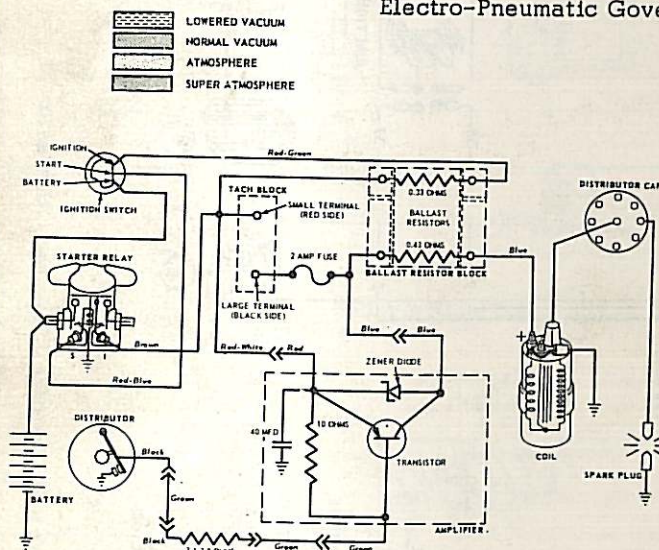 Electro-Pneumatic
LOWERED VACUUM
NORMAL VACUUM
ATMOSPHERE
SUPER ATMOSPHERE
IGNITION
START
BATTERY
IGNITION SWITCH
Red-Green
TACH BLOCK
SMALL TERMINAL
(RED SIDE)
0.33 OHMS
BALLAST
RESISTORS
0.43 OHMS
BALLAST RESISTOR BLOCK
DISTRIBUTOR CAP
STARTER RELAY
2 AMP FUSE
LARGE TERMINAL
(BLACK SIDE)
Blue
Blue
Blue
S
I
Brown
Red-Blue
Red-White
Red
ZENER DIODE
+
DISTRIBUTOR
Black
Green
40 MFD
10 OHMS
TRANSISTOR
COIL
SPARK PLUG
BATTERY
AMPLIFIER
Black
Green
Green